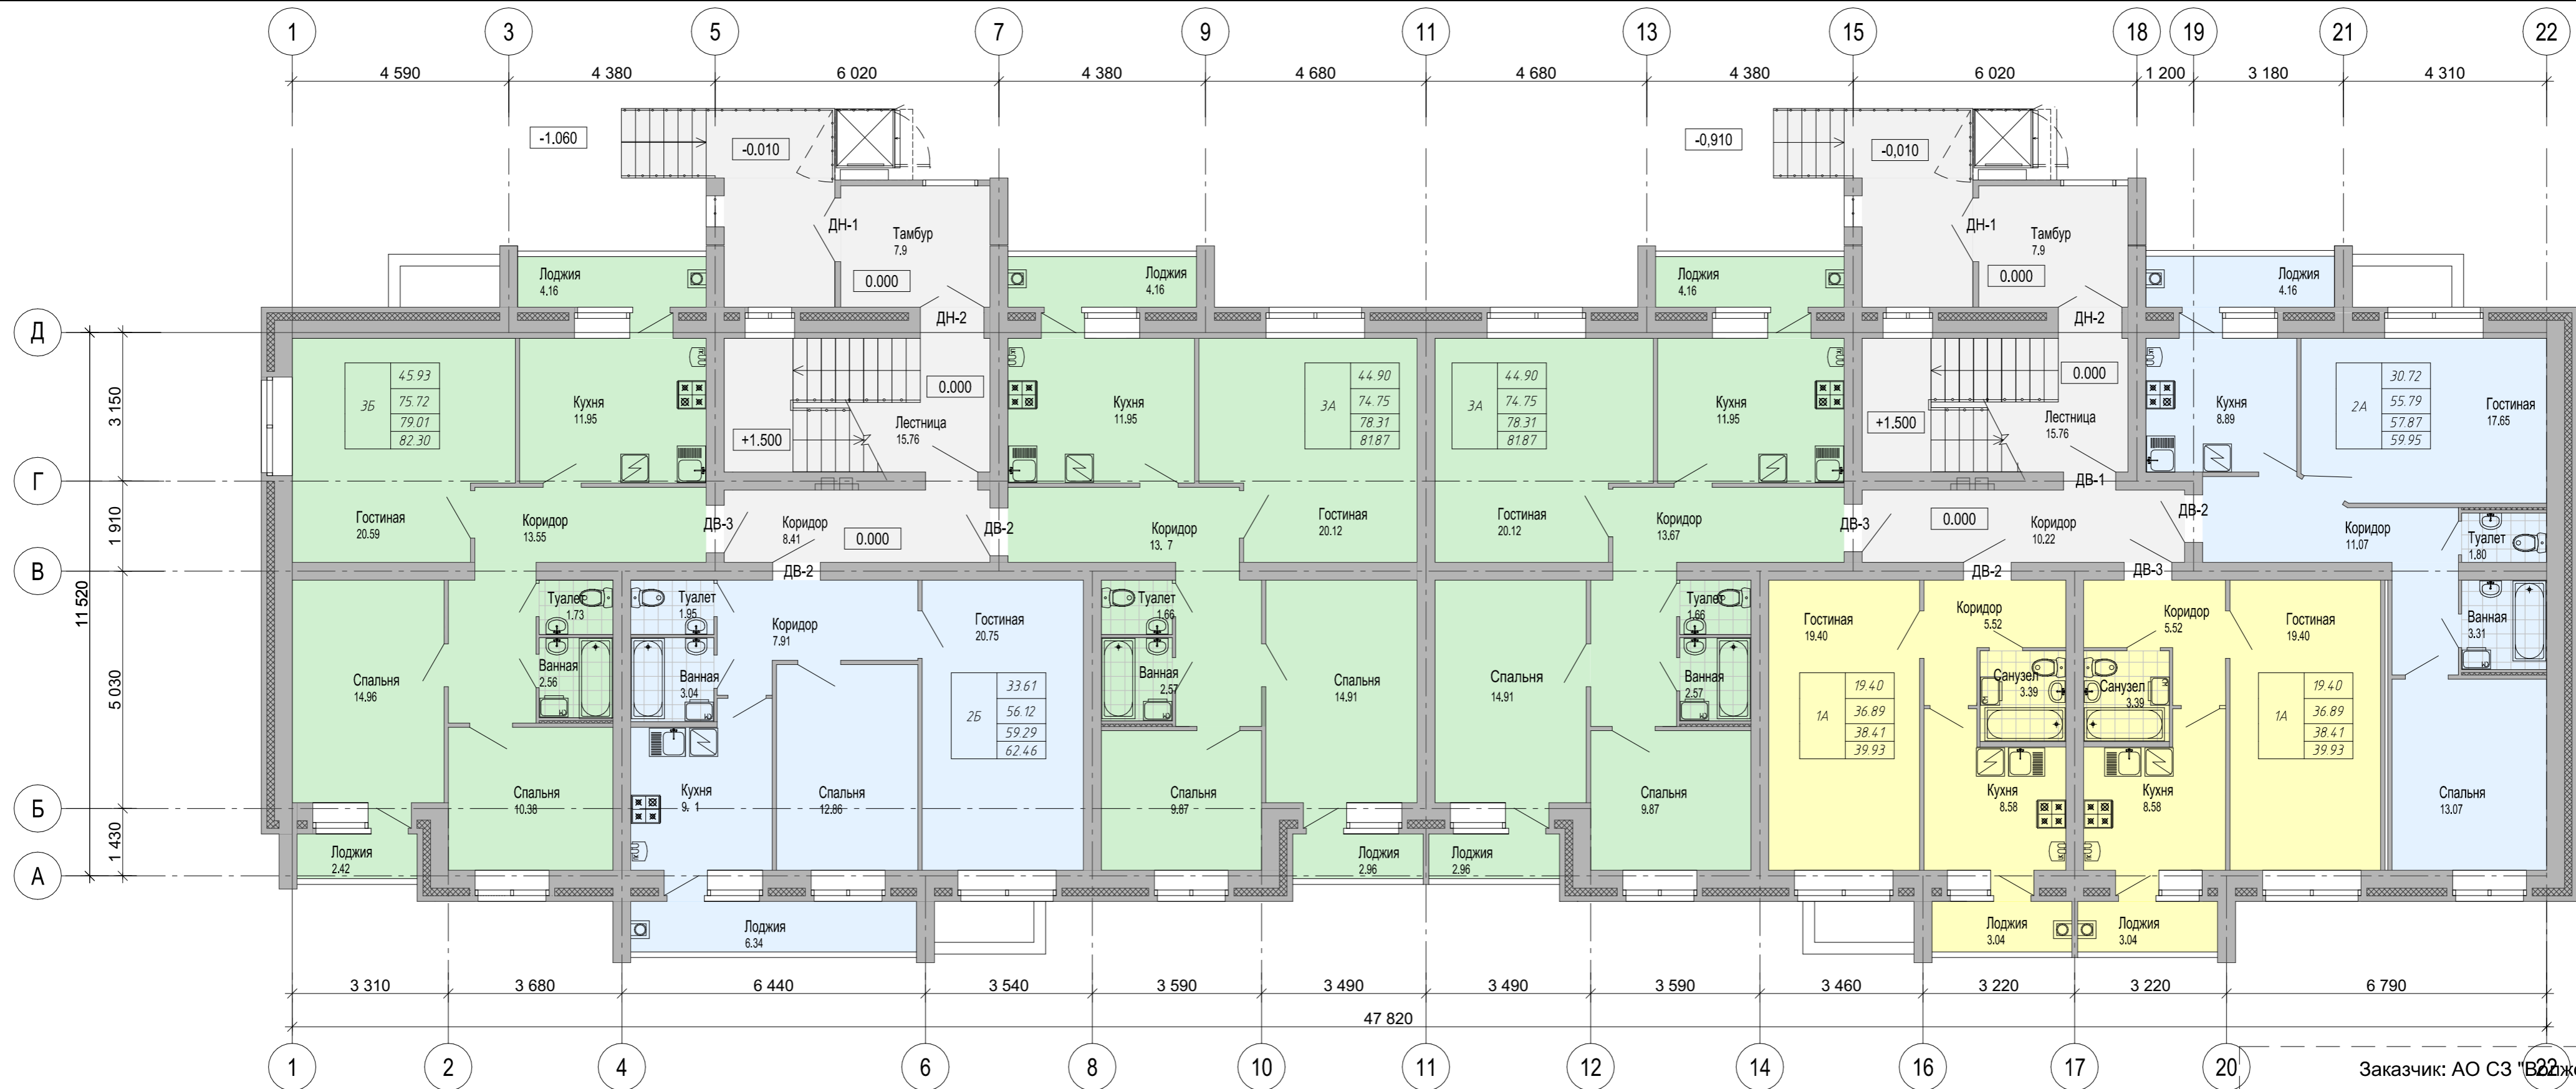 1 3 5 7 9 11 13 15 18 19 21 22
4 590 4 380 6 020 4 380 4 680 4 680 4 380 6 020 1 200 3 180 4 310
-1.060
-0.010
-0,910
-0,010
ДН-1
Тамбур
7.9
0.000
ДН-1
Тамбур
7.9
0.000
Лоджия
4.16
Лоджия
4.16
Лоджия
4.16
Лоджия
4.16
ДН-2
ДН-2
Д
Г
В
Б
А
3 150
1 910
5 030
1 430
11 520
3Б
45.93
75.72
79.01
82.30
Кухня
11.95
0.000
+1.500
Лестница
15.76
Кухня
11.95
3А
44.90
74.75
78.31
81.87
3А
44.90
74.75
78.31
81.87
Кухня
11.95
0.000
+1.500
Лестница
15.76
Кухня
8.89
2А
30.72
55.79
57.87
59.95
Гостиная
17.65
Гостиная
20.59
Коридор
13.55
ДВ-3
Коридор
8.41
0.000
ДВ-2
Коридор
13. 7
Гостиная
20.12
Гостиная
20.12
Коридор
13.67
ДВ-3
ДВ-1
0.000
Коридор
10.22
ДВ-2
Коридор
11.07
Туалет
1.80
ДВ-2
ДВ-2
ДВ-3
Туалет
1.73
Ванная
2.56
Спальня
14.96
Спальня
10.38
Лоджия
2.42
Туалет
1.95
Ванная
3.04
Коридор
7.91
Гостиная
20.75
2Б
33.61
56.12
59.29
62.46
Кухня
9. 1
Спальня
12.86
Лоджия
6.34
Туалет
1.66
Ванная
2.57
Спальня
9.87
Спальня
14.91
Лоджия
2.96
Спальня
14.91
Лоджия
2.96
Туалет
1.66
Ванная
2.57
Спальня
9.87
Гостиная
19.40
1А
19.40
36.89
38.41
39.93
Коридор
5.52
Санузел
3.39
Кухня
8.58
Лоджия
3.04
Коридор
5.52
Санузел
3.39
Кухня
8.58
Лоджия
3.04
Гостиная
19.40
1А
19.40
36.89
38.41
39.93
Ванная
3.31
Спальня
13.07
3 310 3 680 6 440 3 540 3 590 3 490 3 490 3 590 3 460 3 220 3 220 6 790
47 820
1 2 4 6 8 10 11 12 14 16 17 20 22
Заказчик: АО СЗ